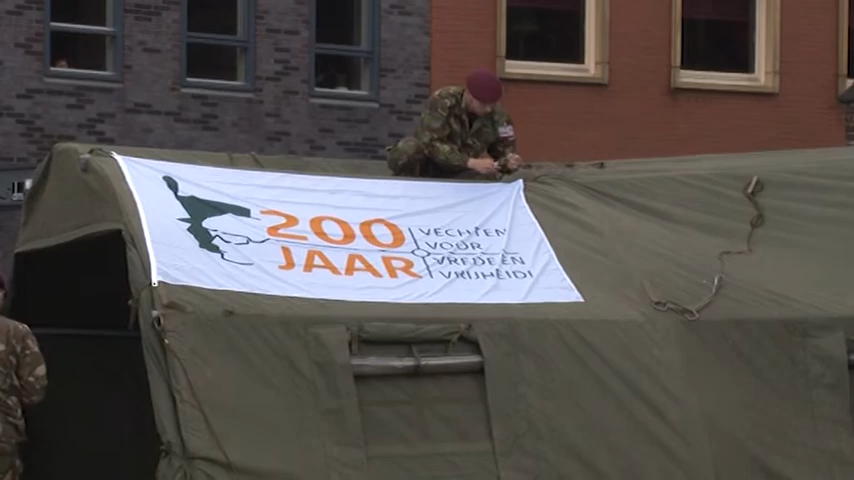 200
JAAR
VECHTEN
VOOR
VREDE EN
VRIJHEID!